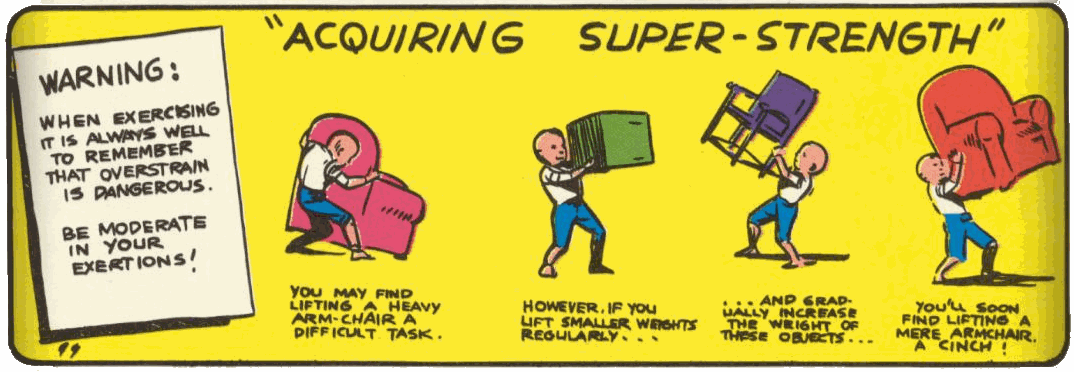 "ACQUIRING SUPER-STRENGTH"
WARNING:
WHEN EXERCISING
IT IS ALWAYS WELL
TO REMEMBER
THAT OVERSTRAIN
IS DANGEROUS.
BE MODERATE
IN YOUR
EXERTIONS!
YOU MAY FIND
LIFTING A HEAVY
ARM-CHAIR A
DIFFICULT TASK.
HOWEVER, IF YOU
LIFT SMALLER WEIGHTS
REGULARLY...
...AND GRAD-
UALLY INCREASE
THE WEIGHT OF
THESE OBJECTS...
YOU'LL SOON
FIND LIFTING A
MERE ARMCHAIR,
A CINCH!